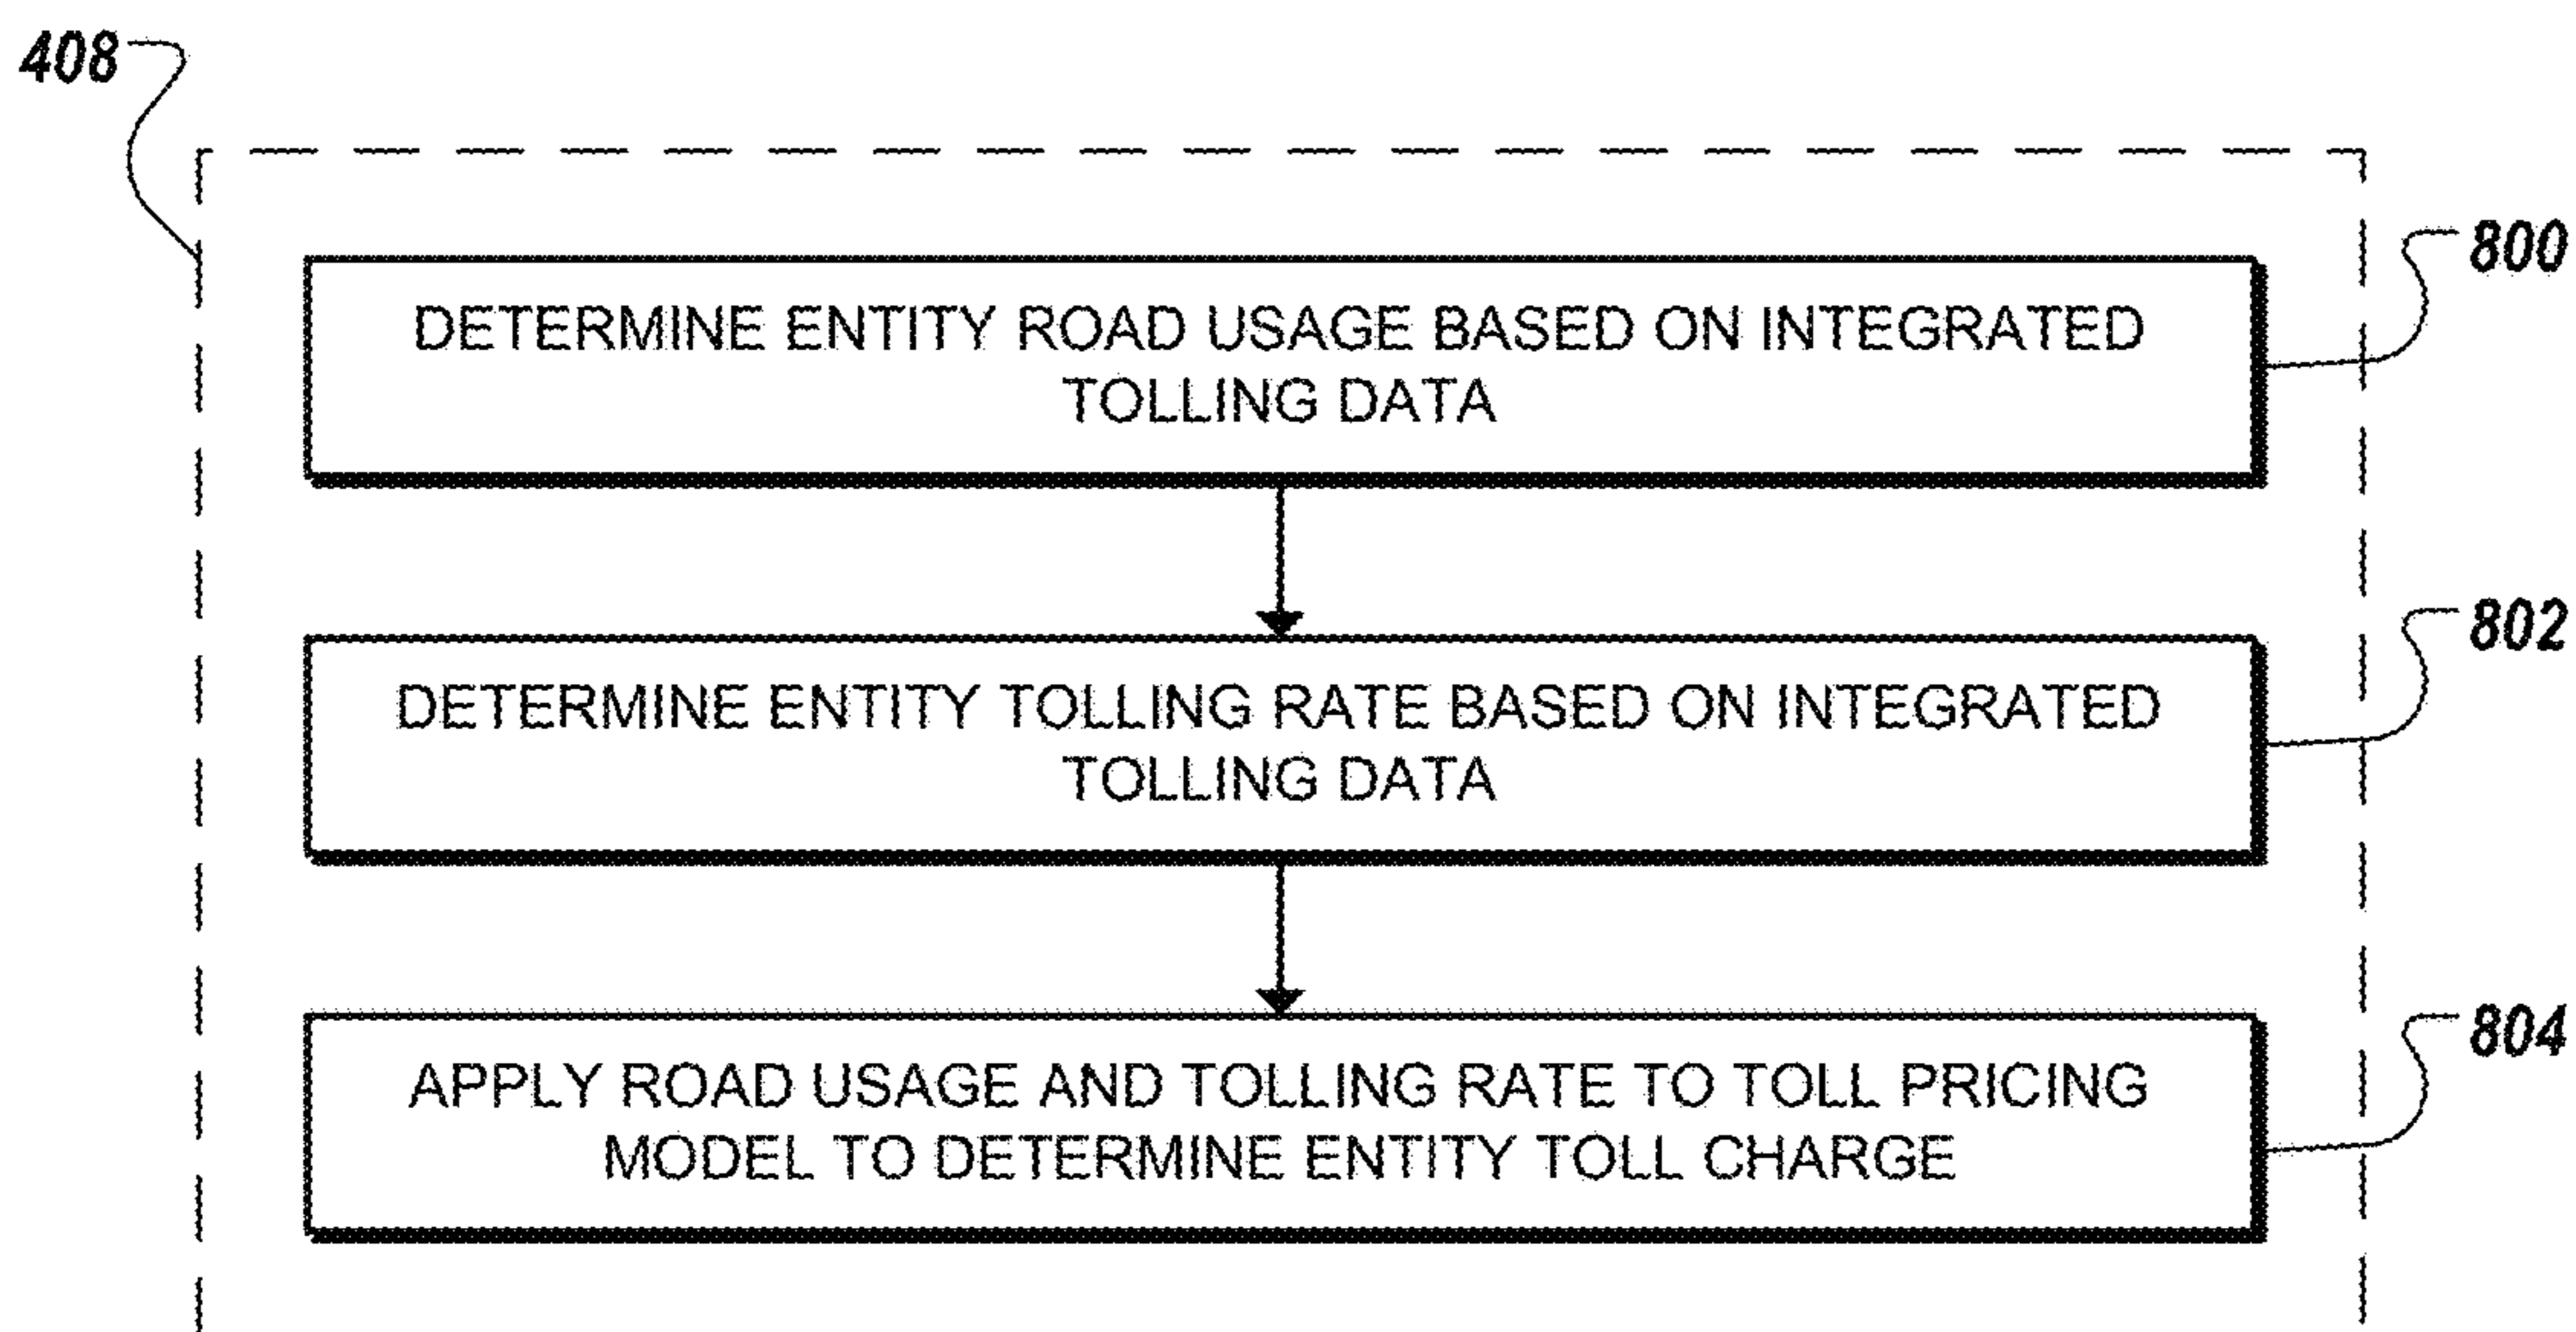 408
800
DETERMINE ENTITY ROAD USAGE BASED ON INTEGRATED
TOLLING DATA
802
DETERMINE ENTITY TOLLING RATE BASED ON INTEGRATED
TOLLING DATA
804
APPLY ROAD USAGE AND TOLLING RATE TO TOLL PRICING
MODEL TO DETERMINE ENTITY TOLL CHARGE